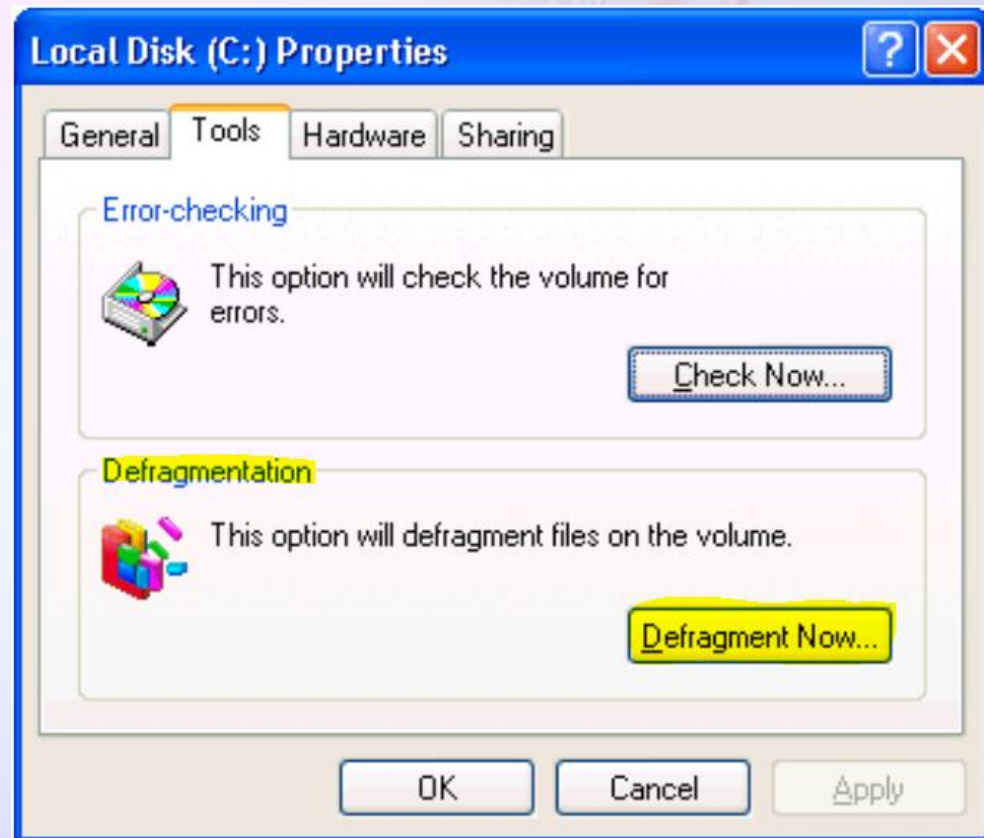 Local Disk (C:) Properties
General Tools Hardware Sharing
Error-checking
This option will check the volume for
errors.
Check Now...
Defragmentation
This option will defragment files on the volume.
Defragment Now...
OK Cancel Apply